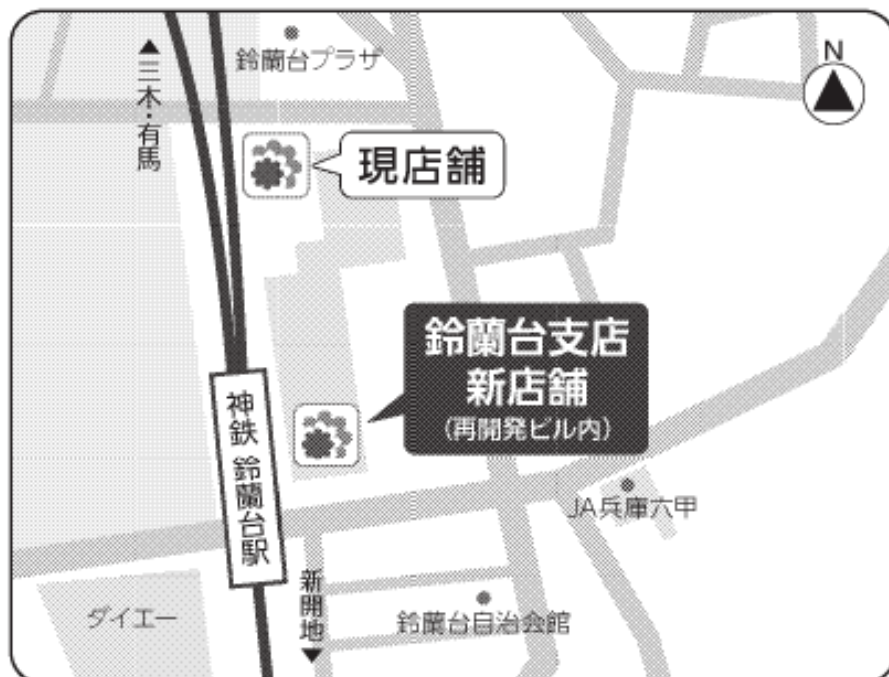 ▲三木・有馬
鈴蘭台プラザ
N
現店舗
鈴蘭台支店
新店舗
(再開発ビル内)
神鉄 鈴蘭台駅
JA兵庫六甲
ダイエー
新開地▼
鈴蘭台自治会館